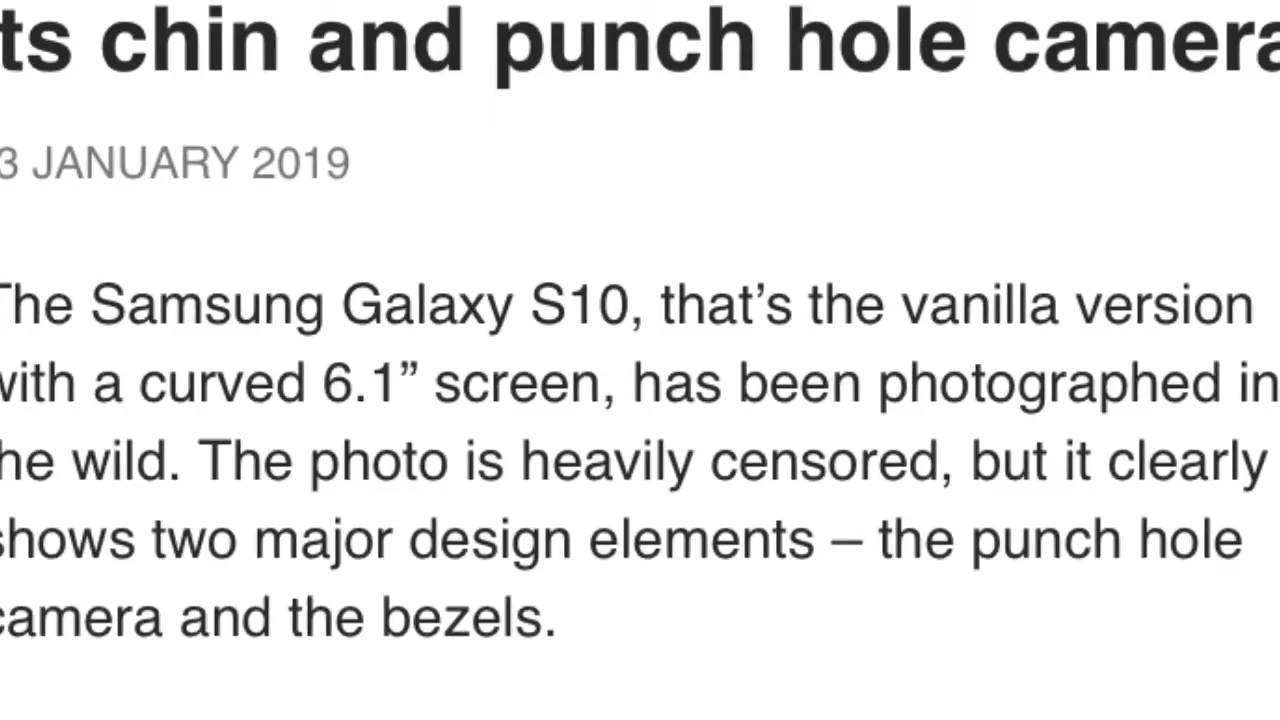 ts chin and punch hole camera
3 JANUARY 2019
The Samsung Galaxy S10, that’s the vanilla version
with a curved 6.1” screen, has been photographed in
the wild. The photo is heavily censored, but it clearly
shows two major design elements – the punch hole
camera and the bezels.